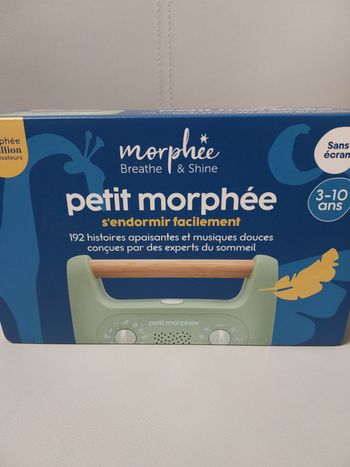 morphée
Breathe & Shine
petit morphée
s'endormir facilement
192 histoires apaisantes et musiques douces
conçues par des experts du sommeil
Sans
écran
3-10
ans
petit morphée